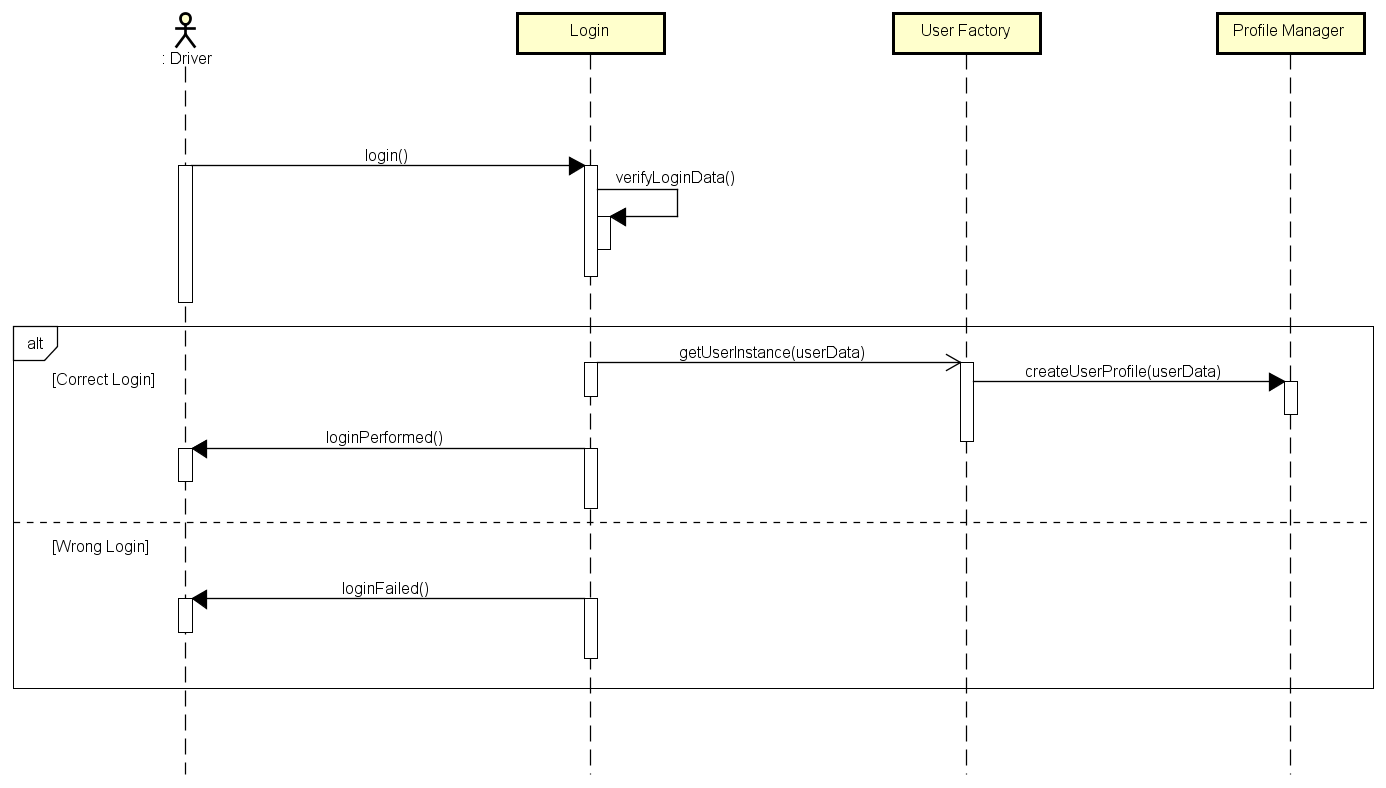 : Driver
Login
User Factory
Profile Manager
login()
verifyLoginData()
alt
getUserInstance(userData)
createUserProfile(userData)
[Correct Login]
loginPerformed()
[Wrong Login]
loginFailed()